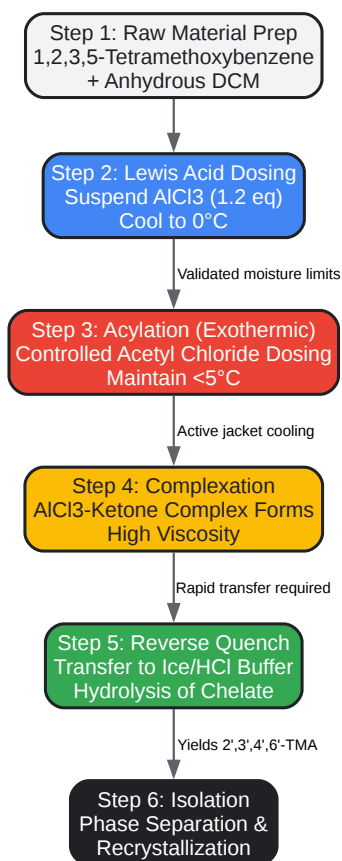 Step 1: Raw Material Prep
1,2,3,5-Tetramethoxybenzene
+ Anhydrous DCM
Step 2: Lewis Acid Dosing
Suspend AlCl3 (1.2 eq)
Cool to 0°C
Validated moisture limits
Step 3: Acylation (Exothermic)
Controlled Acetyl Chloride Dosing
Maintain <5°C
Active jacket cooling
Step 4: Complexation
AlCl3-Ketone Complex Forms
High Viscosity
Rapid transfer required
Step 5: Reverse Quench
Transfer to Ice/HCl Buffer
Hydrolysis of Chelate
Yields 2',3',4',6'-TMA
Step 6: Isolation
Phase Separation &
Recrystallization